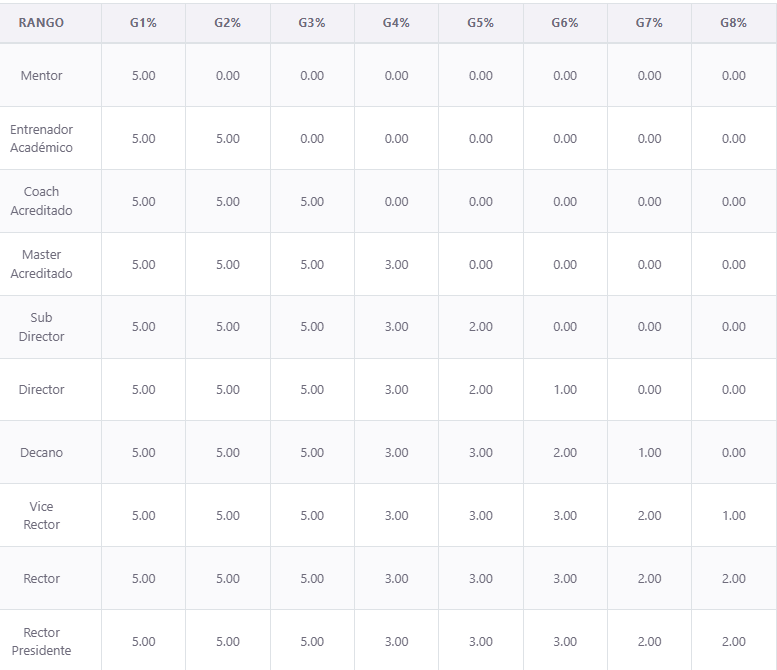 RANGO G1% G2% G3% G4% G5% G6% G7% G8%
Mentor 5.00 0.00 0.00 0.00 0.00 0.00 0.00 0.00
Entrenador
Académico 5.00 5.00 0.00 0.00 0.00 0.00 0.00 0.00
Coach
Acreditado 5.00 5.00 5.00 0.00 0.00 0.00 0.00 0.00
Master
Acreditado 5.00 5.00 5.00 3.00 0.00 0.00 0.00 0.00
Sub
Director 5.00 5.00 5.00 3.00 2.00 0.00 0.00 0.00
Director 5.00 5.00 5.00 3.00 2.00 1.00 0.00 0.00
Decano 5.00 5.00 5.00 3.00 3.00 2.00 1.00 0.00
Vice
Rector 5.00 5.00 5.00 3.00 3.00 3.00 2.00 1.00
Rector 5.00 5.00 5.00 3.00 3.00 3.00 2.00 2.00
Rector
Presidente 5.00 5.00 5.00 3.00 3.00 3.00 2.00 2.00